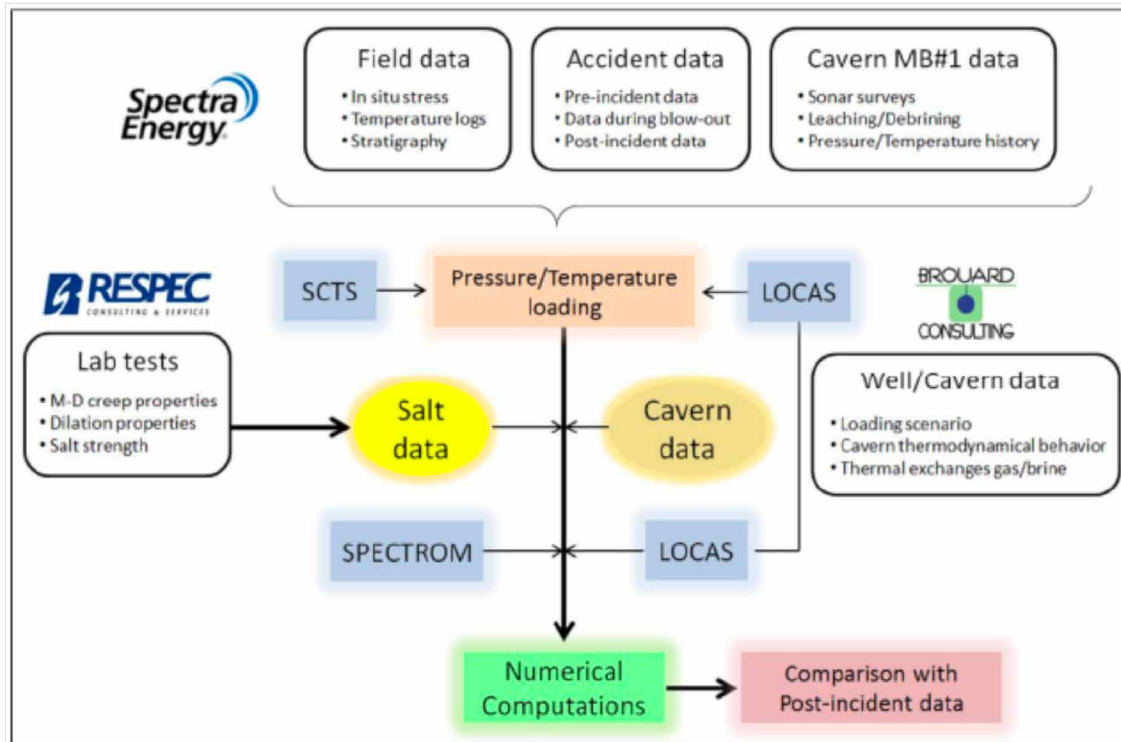 Spectra
Energy
Field data
• In situ stress
• Temperature logs
• Stratigraphy
Accident data
• Pre-incident data
• Data during blow-out
• Post-incident data
Cavern MB#1 data
• Sonar surveys
• Leaching/Debrining
• Pressure/Temperature history
RESPEC
CONSULTING & SERVICES
SCTS
Pressure/Temperature
loading
LOCAS
BROUARD
CONSULTING
Lab tests
• M-D creep properties
• Dilation properties
• Salt strength
Salt
data
Cavern
data
Well/Cavern data
• Loading scenario
• Cavern thermodynamical behavior
• Thermal exchanges gas/brine
SPECTROM
LOCAS
Numerical
Computations
Comparison with
Post-incident data